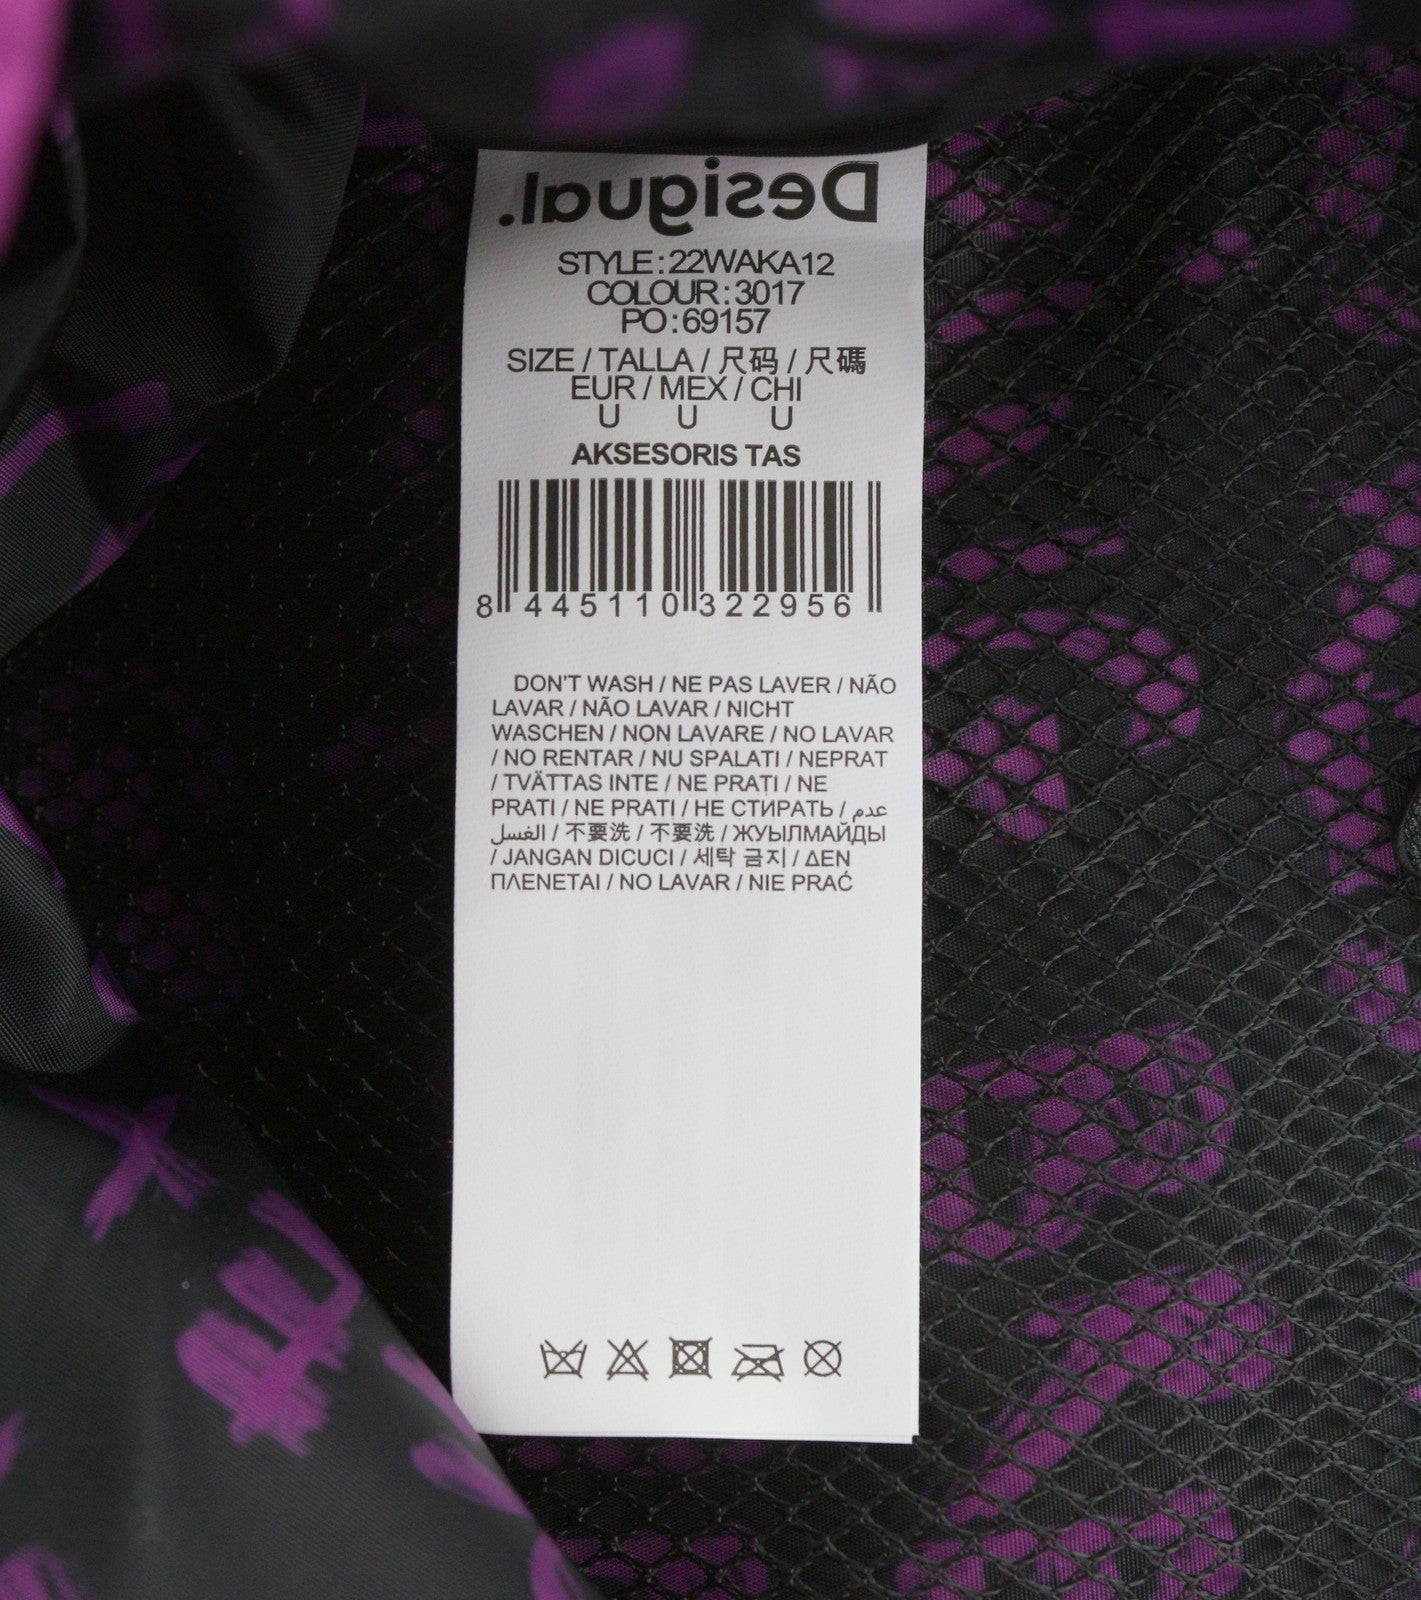 Desigual.
STYLE : 22WAKA12
COLOUR : 3017
PO : 69157
SIZE / TALLA / 尺码 / 尺碼
EUR / MEX / CHI
U U U
AKSESORIS TAS
8 445110 322956
DON'T WASH / NE PAS LAVER / NÃO
LAVAR / NÃO LAVAR / NICHT
WASCHEN / NON LAVARE / NO LAVAR
/ NO RENTAR / NU SPALATI / NEPRAT
/ TVÄTTAS INTE / NE PRATI / NE
PRATI / NE PRATI / НЕ СТИРАТЬ / عدم
الغسل / 不要洗 / 不要洗 / ЖУЫЛМАЙДЫ
/ JANGAN DICUCI / 세탁 금지 / ΔΕΝ
ΠΛΕΝΕΤΑΙ / NO LAVAR / NIE PRAĆ